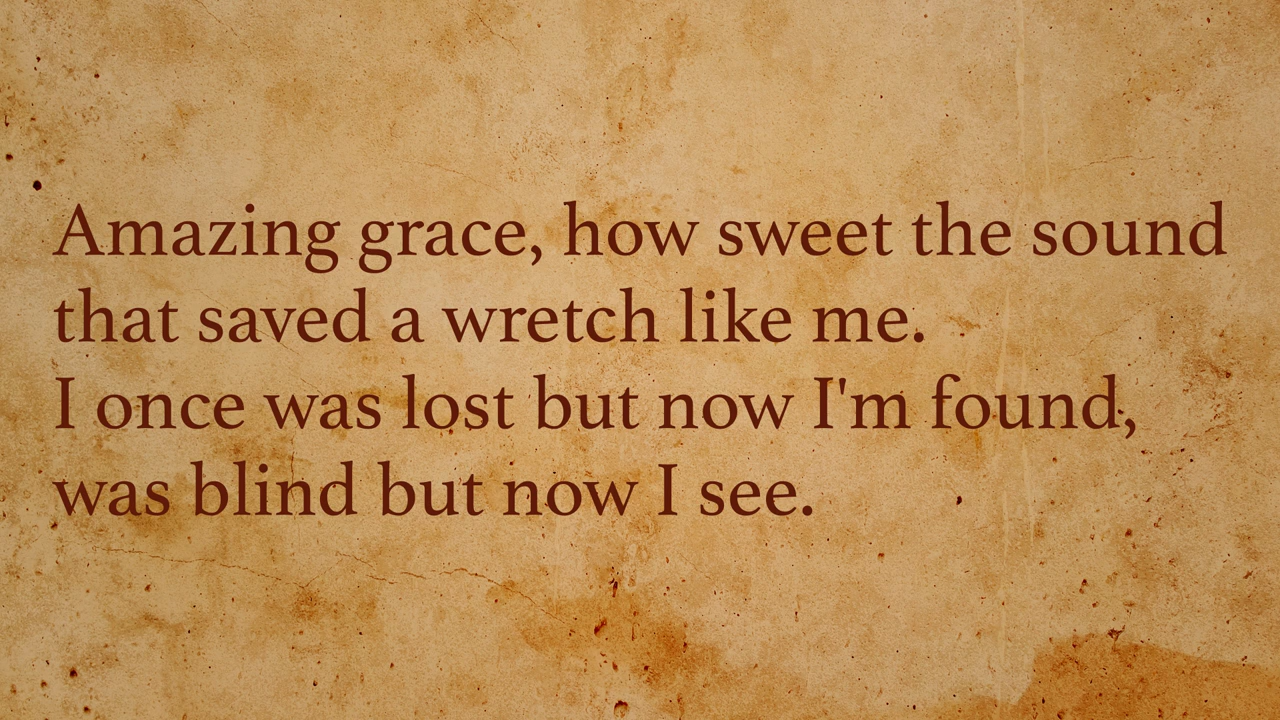 Amazing grace, how sweet the sound
that saved a wretch like me.
I once was lost but now I'm found,
was blind but now I see.